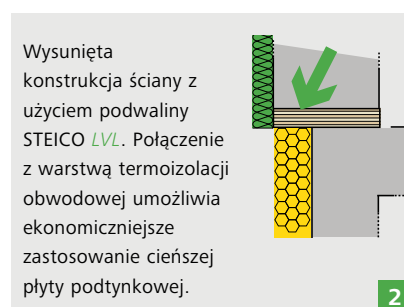 Wysunięta
konstrukcja ściany z
użyciem podwaliny
STEICO LVL. Połączenie
z warstwą termoizolacji
obwodowej umożliwia
ekonomiczniejsze
zastosowanie cieńszej
płyty podtynkowej.
2